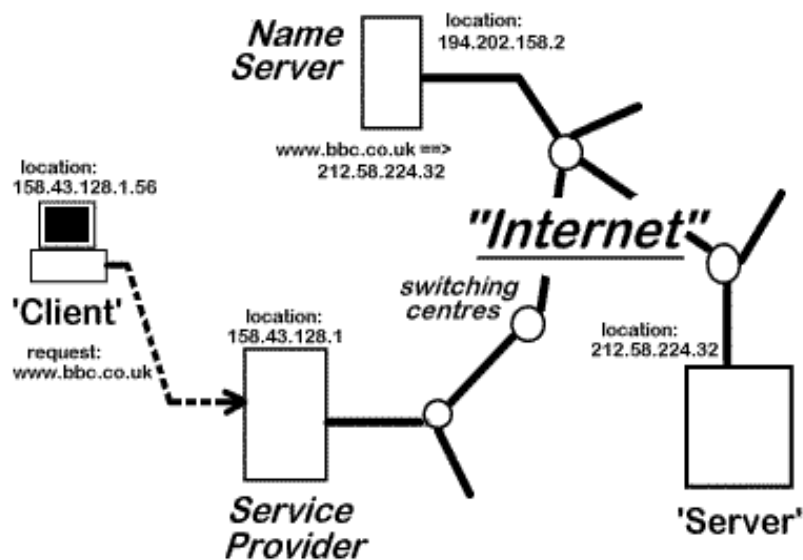 Name
Server
location:
194.202.158.2
www.bbc.co.uk ==>
212.58.224.32
location:
158.43.128.1.56
'Client'
request:
www.bbc.co.uk
"Internet"
switching
centres
location:
158.43.128.1
Service
Provider
location:
212.58.224.32
'Server'